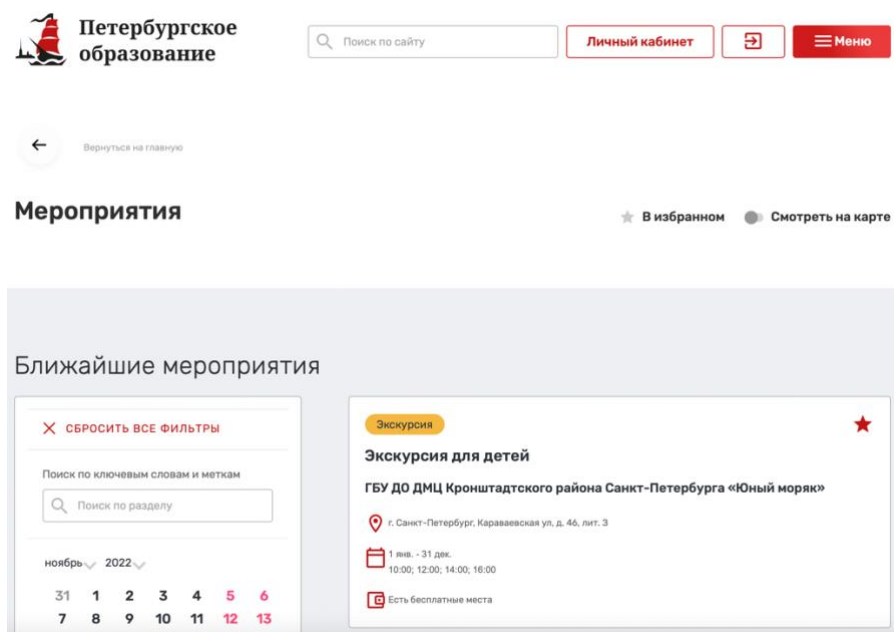 Петербургское
образование
Поиск по сайту
Личный кабинет
Меню
Вернуться на главную
Мероприятия
В избранном
Смотреть на карте
Ближайшие мероприятия
СБРОСИТЬ ВСЕ ФИЛЬТРЫ
Поиск по ключевым словам и меткам
Поиск по разделу
ноябрь 2022
31 1 2 3 4 5 6
7 8 9 10 11 12 13
Экскурсия
Экскурсия для детей
ГБУ ДО ДМЦ Кронштадтского района Санкт-Петербурга «Юный моряк»
г. Санкт-Петербург, Караваевская ул, д. 46, лит. З
1 янв. - 31 дек.
10:00; 12:00; 14:00; 16:00
Есть бесплатные места